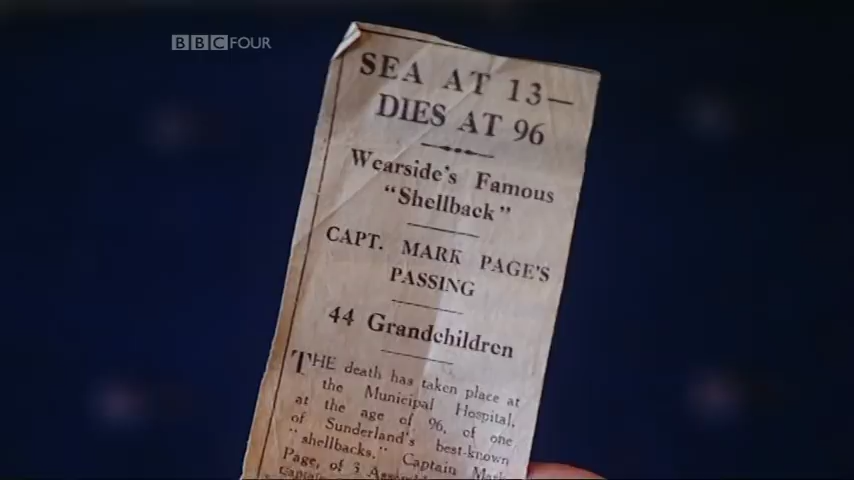 BBC FOUR
SEA AT 13—
DIES AT 96
Wearside's Famous
"Shellback"
CAPT. MARK PAGE'S
PASSING
44 Grandchildren
THE death has taken place at
the Municipal Hospital,
at the age of 96, of one
of Sunderland's best-known
"shellbacks." Captain Mark
Page, of 3
Captain